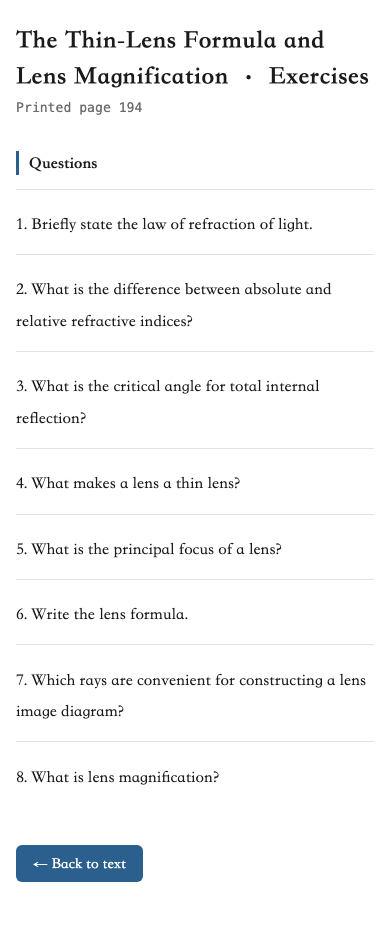 The Thin-Lens Formula and
Lens Magnification · Exercises
Printed page 194
Questions
1. Briefly state the law of refraction of light.
2. What is the difference between absolute and
relative refractive indices?
3. What is the critical angle for total internal
reflection?
4. What makes a lens a thin lens?
5. What is the principal focus of a lens?
6. Write the lens formula.
7. Which rays are convenient for constructing a lens
image diagram?
8. What is lens magnification?
← Back to text